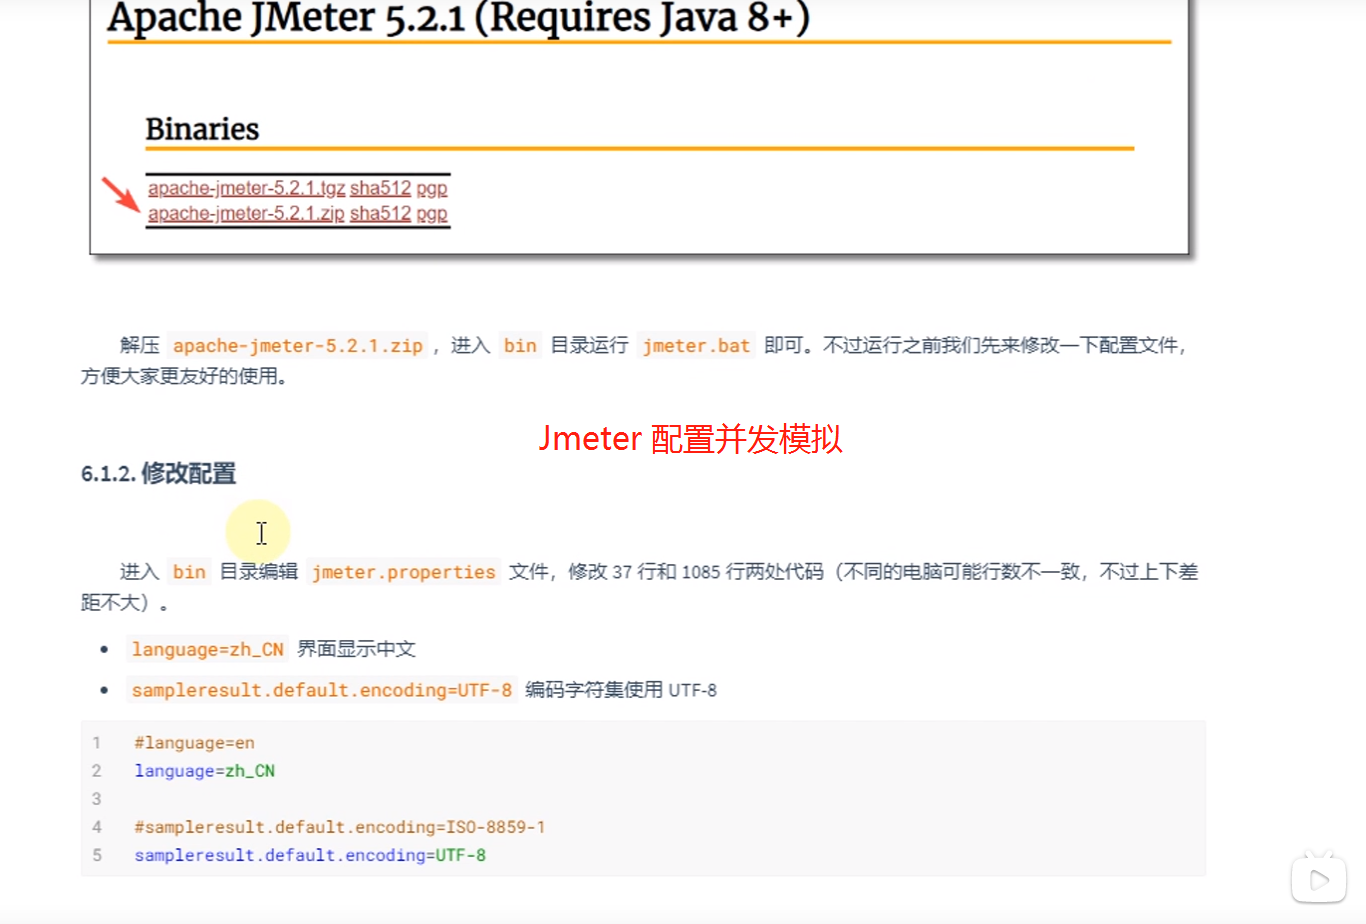 Apache JMeter 5.2.1 (Requires Java 8+)
Binaries
apache-jmeter-5.2.1.tgz sha512 pgp
apache-jmeter-5.2.1.zip sha512 pgp
解压 apache-jmeter-5.2.1.zip ，进入 bin 目录运行 jmeter.bat 即可。不过运行之前我们先来修改一下配置文件，
方便大家更友好的使用。
Jmeter 配置并发模拟
6.1.2. 修改配置
进入 bin 目录编辑 jmeter.properties 文件，修改 37 行和 1085 行两处代码（不同的电脑可能行数不一致，不过上下差
距不大）。
• language=zh_CN 界面显示中文
• sampleresult.default.encoding=UTF-8 编码字符集使用 UTF-8
1 #language=en
2 language=zh_CN
3
4 #sampleresult.default.encoding=ISO-8859-1
5 sampleresult.default.encoding=UTF-8